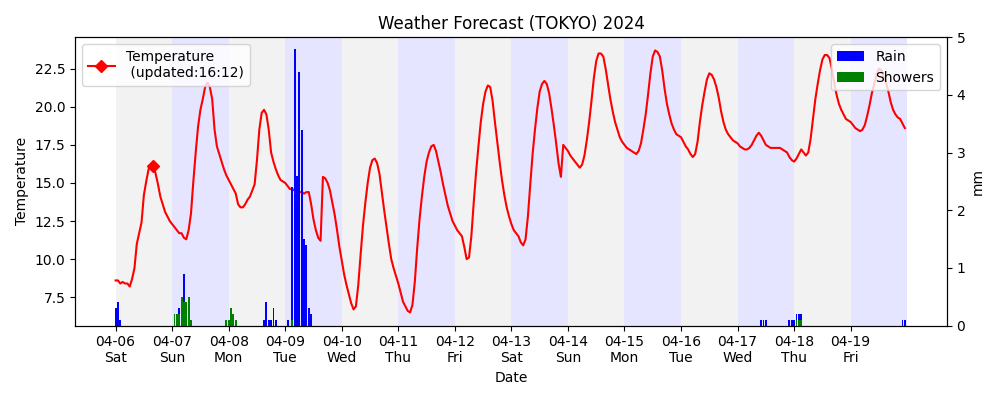 Weather Forecast (TOKYO) 2024
Temperature
(updated:16:12)
Rain
Showers
Temperature
22.5
20.0
17.5
15.0
12.5
10.0
7.5
5
4
3
2
1
0
mm
04-06 04-07 04-08 04-09 04-10 04-11 04-12 04-13 04-14 04-15 04-16 04-17 04-18 04-19
Sat Sun Mon Tue Wed Thu Fri Sat Sun Mon Tue Wed Thu Fri
Date